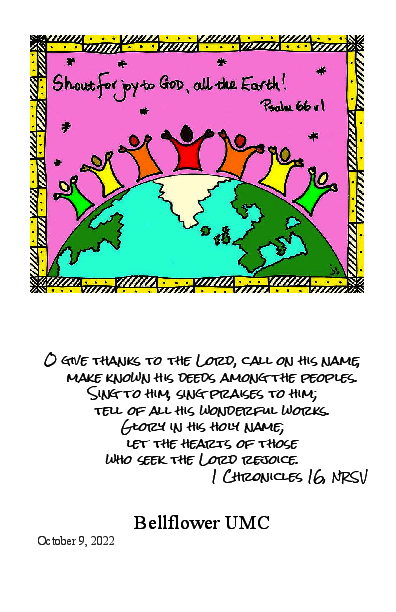 Shout for joy to God, all the Earth!
Psalm 66 v1
O give thanks to the Lord, call on his name,
make known his deeds among the peoples.
Sing to him, sing praises to him;
tell of all his wonderful works.
Glory in his holy name;
let the hearts of those
who seek the Lord rejoice.
1 Chronicles 16, NRSV
Bellflower UMC
October 9, 2022